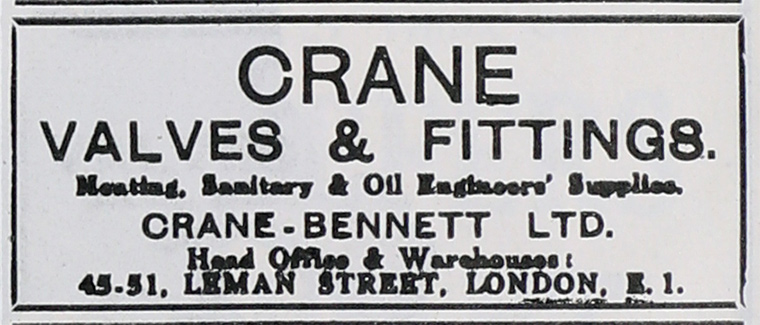 CRANE
VALVES & FITTINGS.
Heating, Sanitary & Oil Engineers' Supplies.
CRANE-BENNETT LTD.
Head Office & Warehouses:
45-51, LEMAN STREET, LONDON, E. 1.